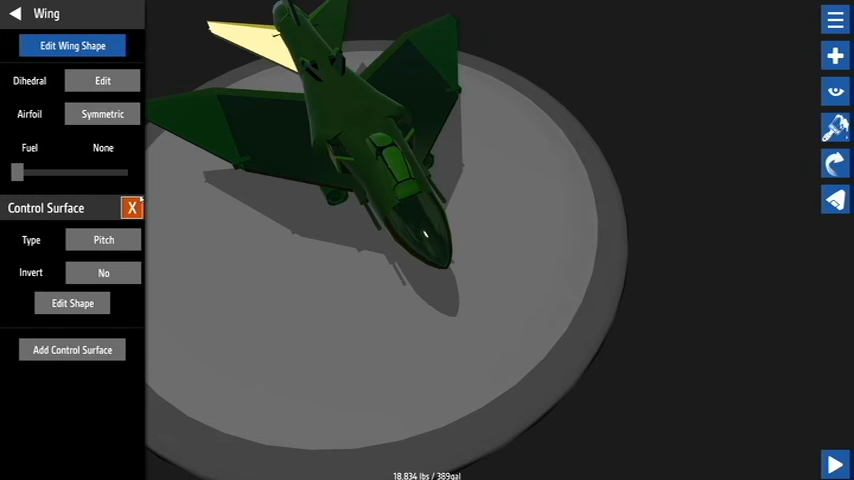 Wing
Edit Wing Shape
Dihedral Edit
Airfoil Symmetric
Fuel None
Control Surface X
Type Pitch
Invert No
Edit Shape
Add Control Surface
18,834 lbs / 389gal